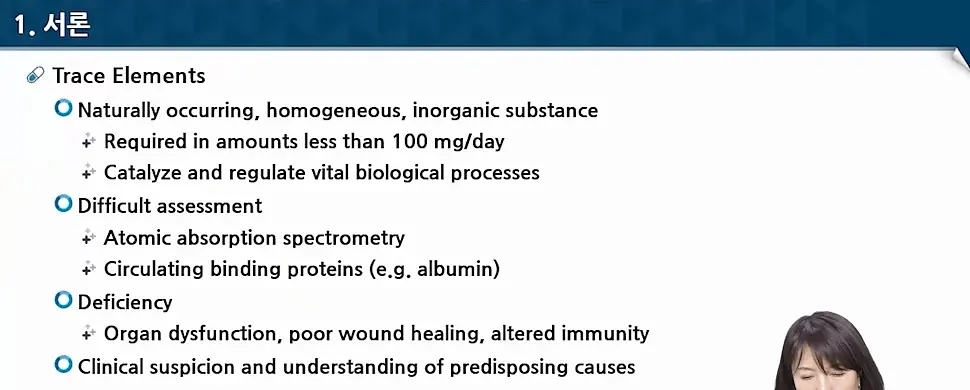 1. 서론
Trace Elements
Naturally occurring, homogeneous, inorganic substance
Required in amounts less than 100 mg/day
Catalyze and regulate vital biological processes
Difficult assessment
Atomic absorption spectrometry
Circulating binding proteins (e.g. albumin)
Deficiency
Organ dysfunction, poor wound healing, altered immunity
Clinical suspicion and understanding of predisposing causes